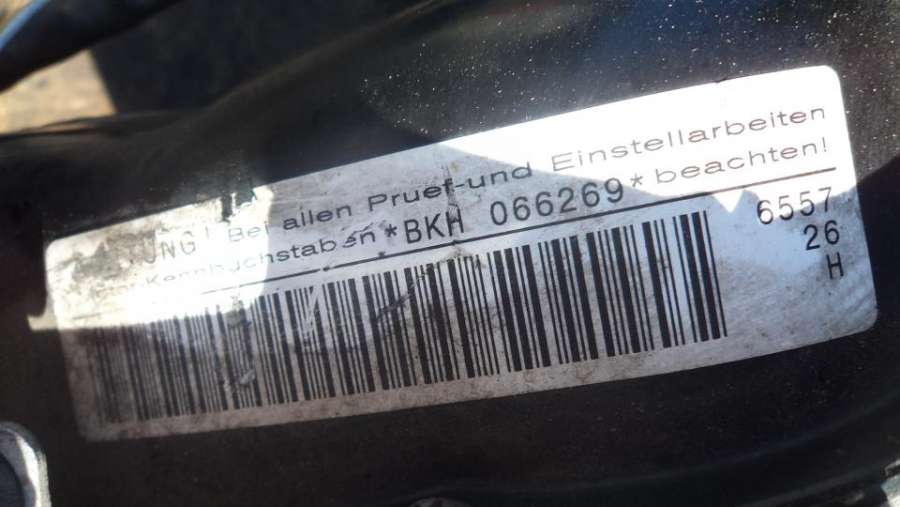 UNG! Bei allen Pruef-und Einstellarbeiten
Kennbuchstaben *BKH 066269* beachten!
6557
26
H